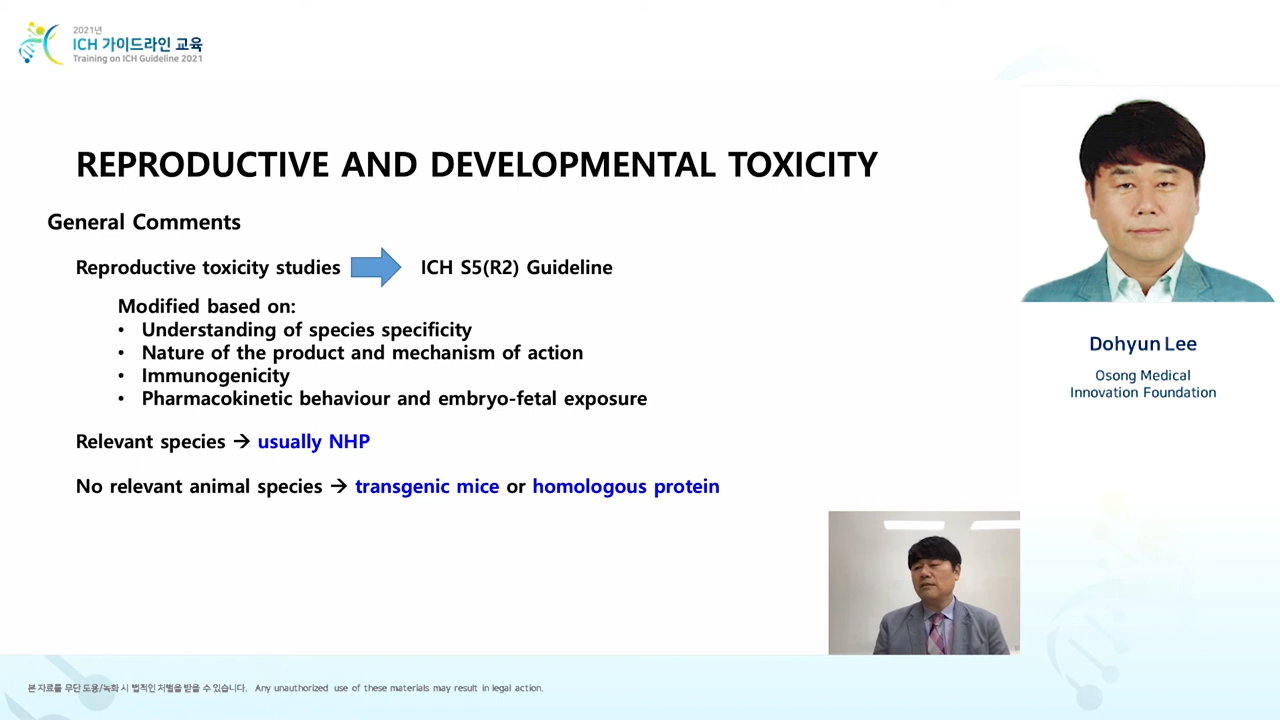 2021년
ICH 가이드라인 교육
Training on ICH Guideline 2021
REPRODUCTIVE AND DEVELOPMENTAL TOXICITY
General Comments
Reproductive toxicity studies ICH S5(R2) Guideline
Modified based on:
• Understanding of species specificity
• Nature of the product and mechanism of action
• Immunogenicity
• Pharmacokinetic behaviour and embryo-fetal exposure
Relevant species → usually NHP
No relevant animal species → transgenic mice or homologous protein
Dohyun Lee
Osong Medical
Innovation Foundation
본 자료를 무단 도용/녹화 시 법적인 처벌을 받을 수 있습니다. Any unauthorized use of these materials may result in legal action.